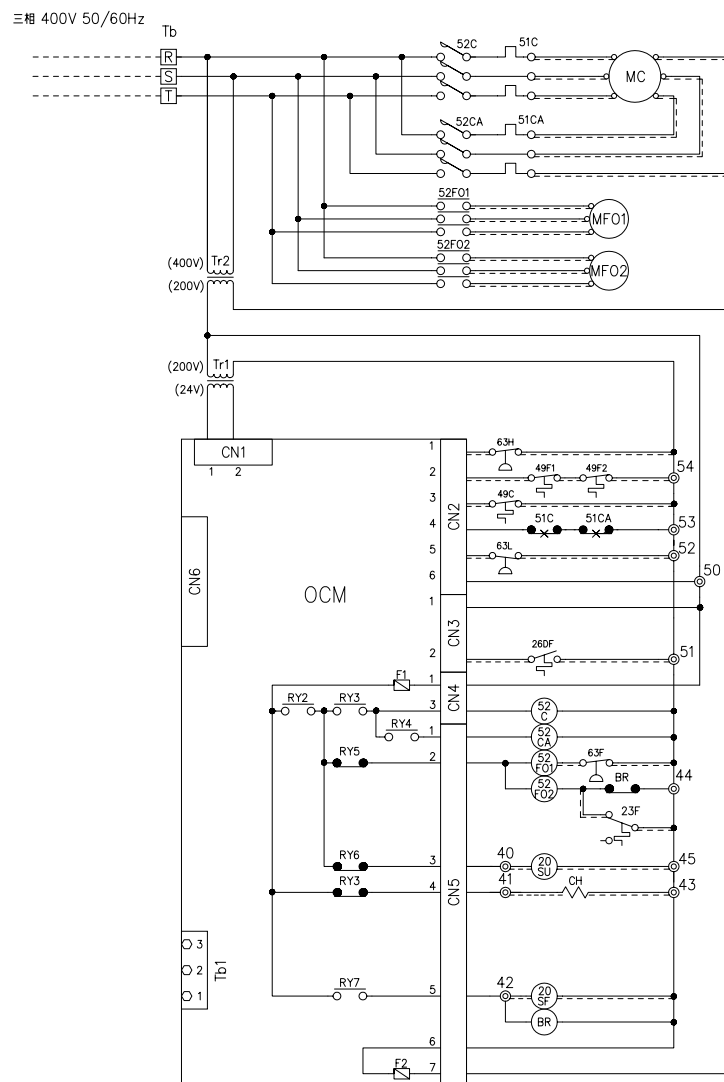 三相 400V 50/60Hz
Tb
R
S
T
52C
51C
MC
52CA
51CA
52FO1
MFO1
52FO2
MFO2
(400V) Tr2
(200V)
(200V) Tr1
(24V)
CN1
1 2
CN6
OCM
CN2
1
63H
2
49F1
49F2
54
3
49C
4
51C
51CA
53
5
63L
52
6
50
CN3
1
2
26DF
51
CN4
F1
1
RY2
RY3
3
52
C
RY4
1
52
CA
RY5
2
52
FO1
63F
52
FO2
BR
44
23F
CN5
RY6
3
40
20
SU
45
RY3
4
41
CH
43
RY7
5
42
20
SF
BR
6
F2
7
3
2
1
Tb1